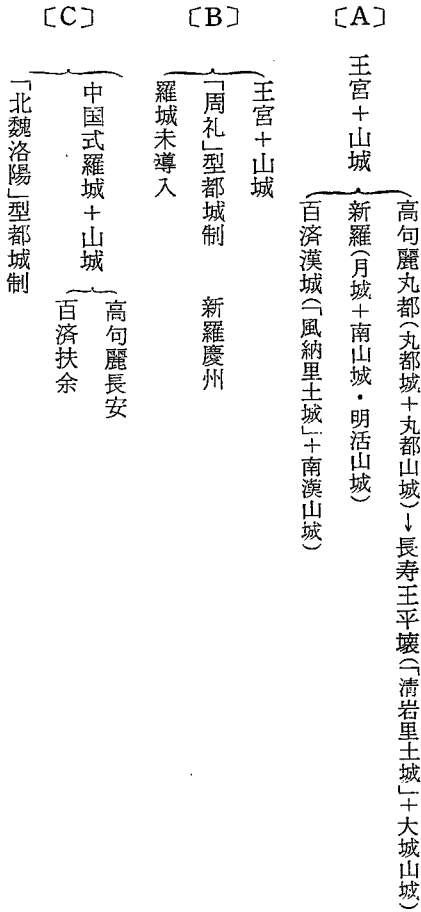 〔A〕
王宮+山城
高句麗丸都(丸都城+丸都山城)→長寿王平壌(「清岩里土城」+大城山城)
新羅(月城+南山城・明活山城)
百済漢城(「風納里土城」+南漢山城)
〔B〕
王宮+山城
「周礼」型都城制 新羅慶州
羅城未導入
〔C〕
中国式羅城+山城
高句麗長安
百済扶余
「北魏洛陽」型都城制